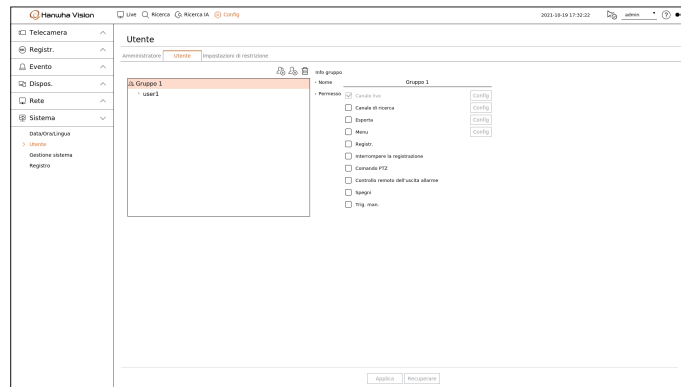 Hanwha Vision
Live Ricerca Ricerca IA Config
2021-10-19 17:32:22 admin
Telecamera
Registr.
Evento
Dispos.
Rete
Sistema
Data/Ora/Lingua
Utente
Gestione sistema
Registro
Utente
Amministratore Utente Impostazioni di restrizione
Gruppo 1
user1
Info gruppo
Nome Gruppo 1
Permesso Canale live Config
Canale di ricerca Config
Esporta Config
Menu Config
Registr.
Interrompere la registrazione
Comando PTZ
Controllo remoto dell'uscita allarme
Spegni
Trig. man.
Applica Recuperare